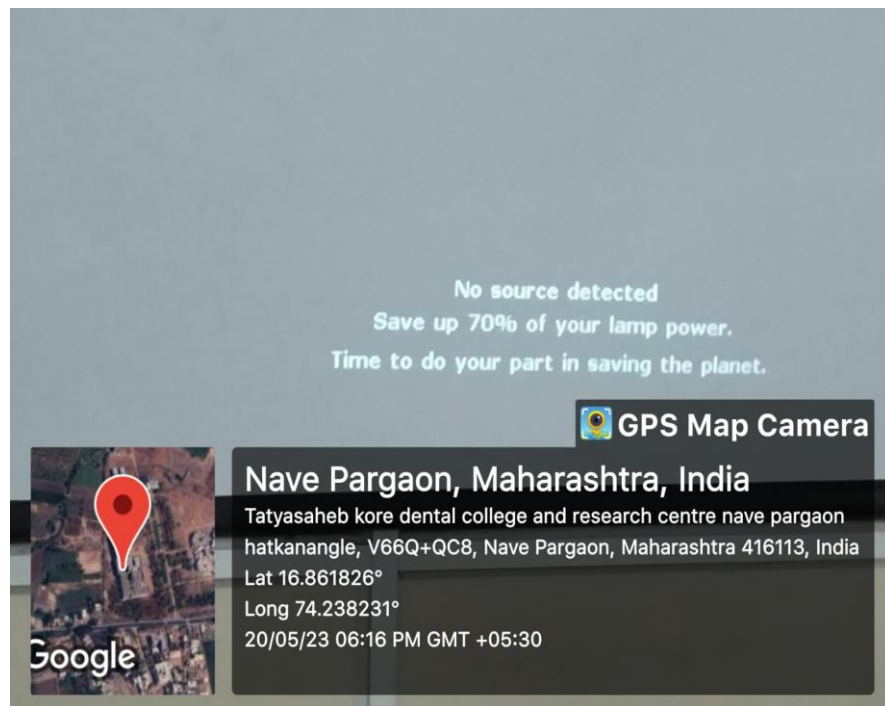 No source detected
Save up 70% of your lamp power.
Time to do your part in saving the planet.
GPS Map Camera
Nave Pargaon, Maharashtra, India
Tatyasaheb kore dental college and research centre nave pargaon
hatkanangle, V66Q+QC8, Nave Pargaon, Maharashtra 416113, India
Lat 16.861826°
Long 74.238231°
20/05/23 06:16 PM GMT +05:30
Google